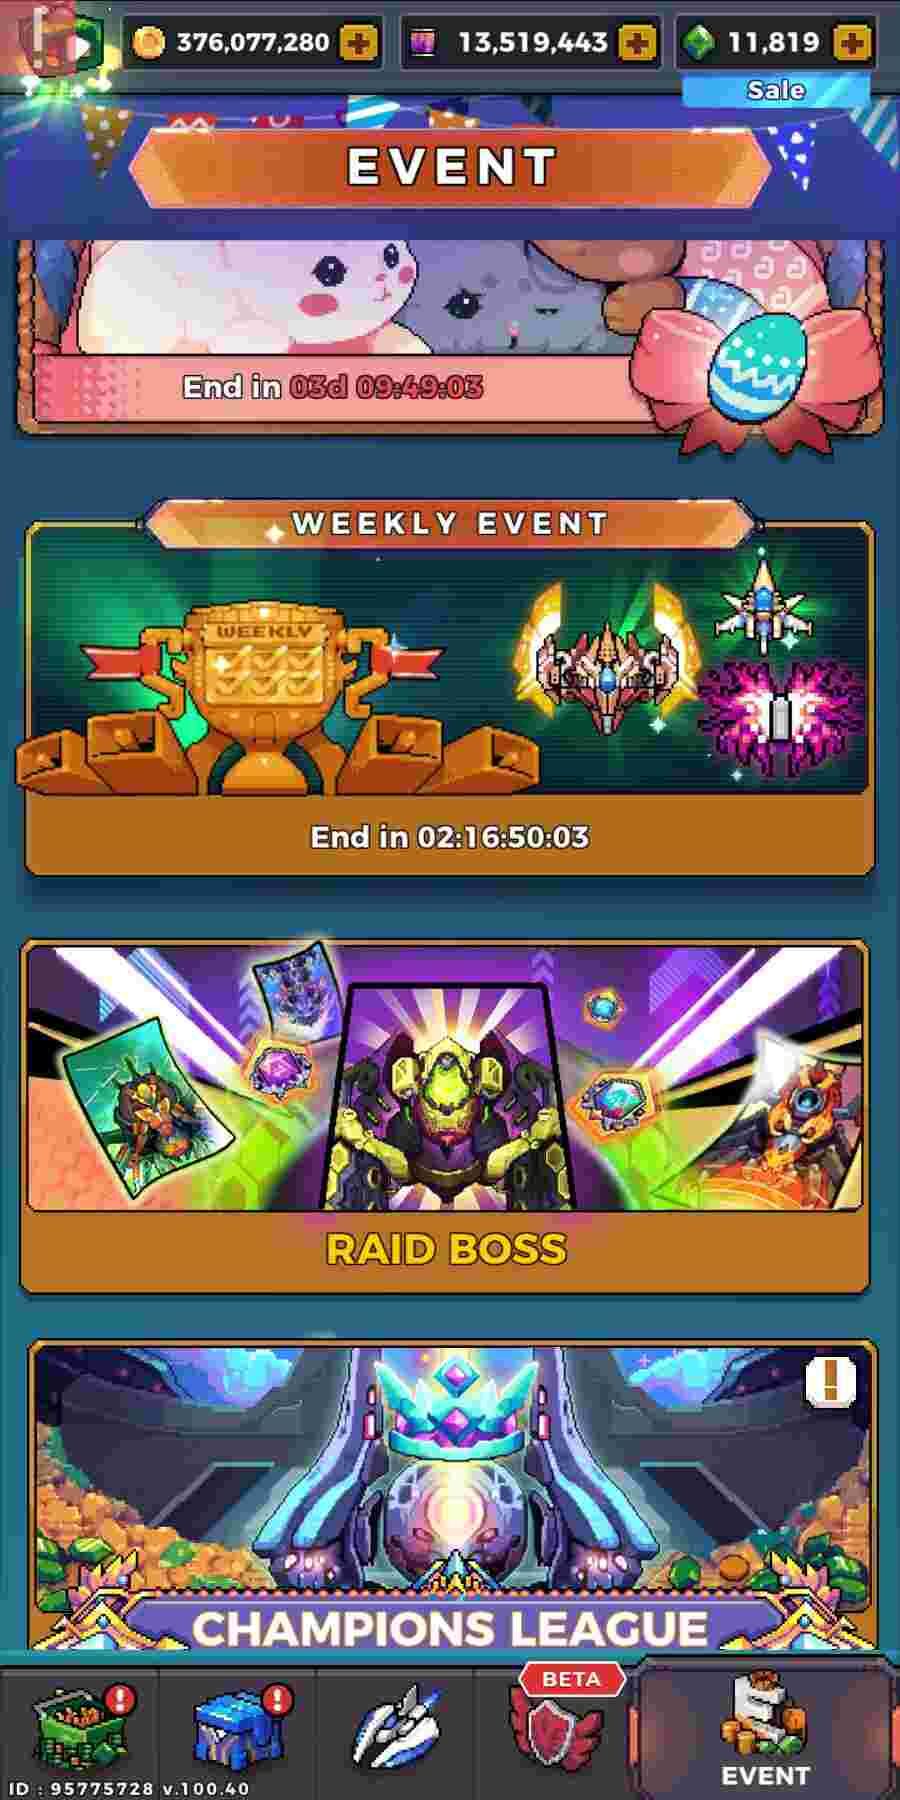 376,077,280
13,519,443
11,819
Sale
EVENT
End in 03d 09:49:03
WEEKLY EVENT
WEEKLY
End in 02:16:50:03
RAID BOSS
!
CHAMPIONS LEAGUE
!
!
BETA
EVENT
ID : 95775728 v.100.40